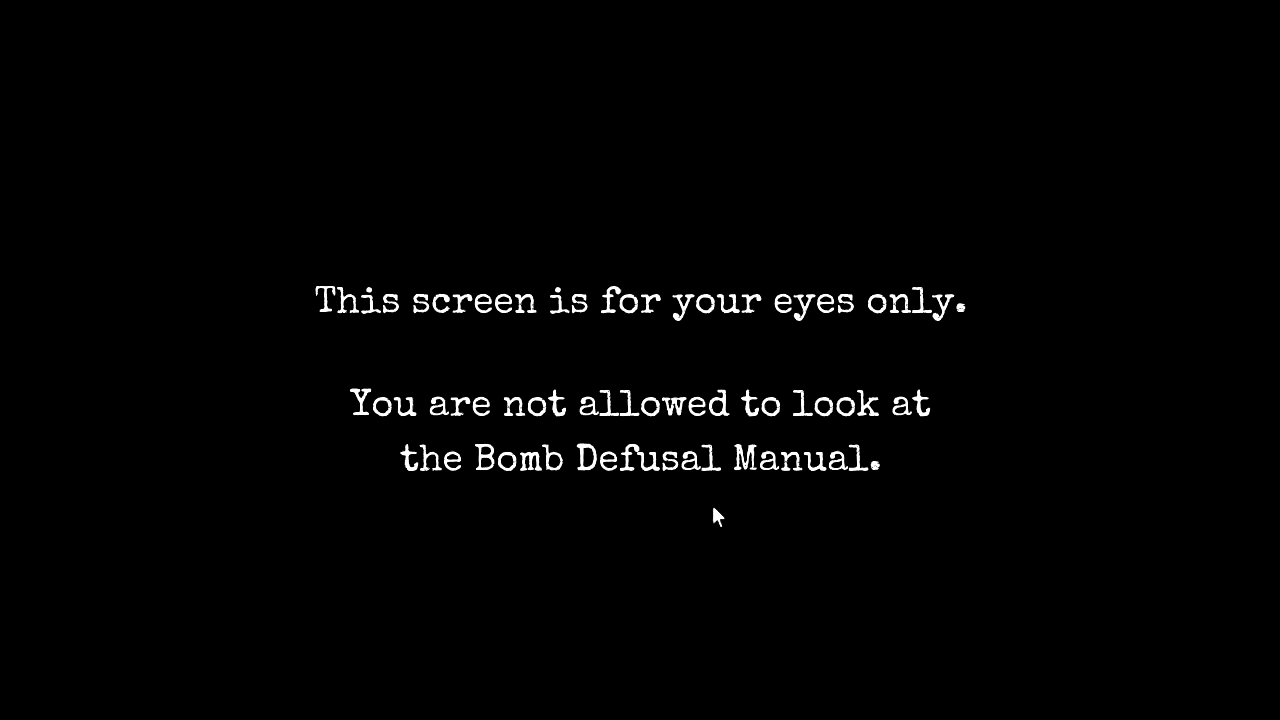 This screen is for your eyes only.
You are not allowed to look at
the Bomb Defusal Manual.